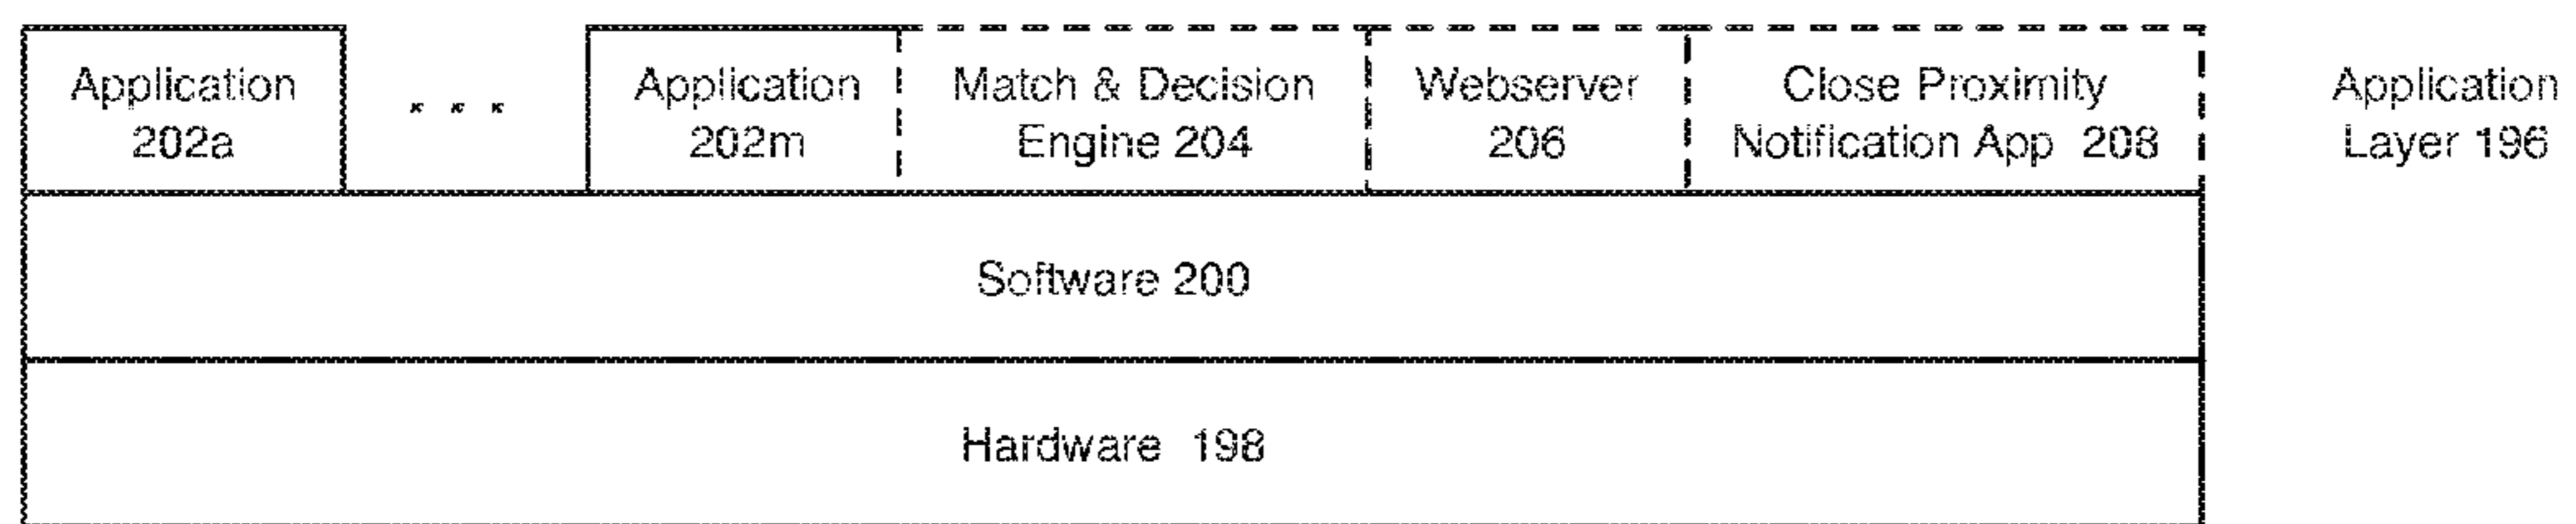 Application
202a
. . .
Application
202m
Match & Decision
Engine 204
Webserver
206
Close Proximity
Notification App 208
Application
Layer 196
Software 200
Hardware 198